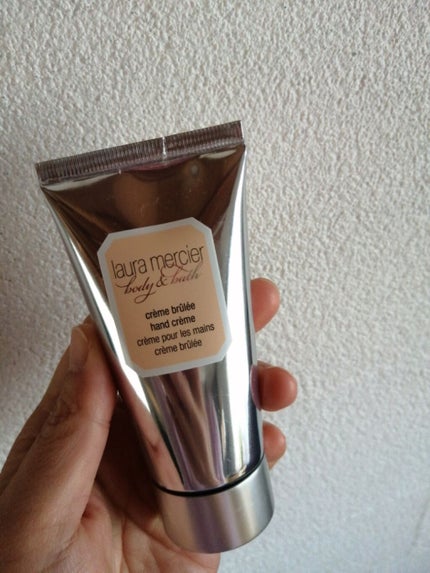 laura mercier
body & bath
crème brûlée
hand crème
crème pour les mains
crème brûlée